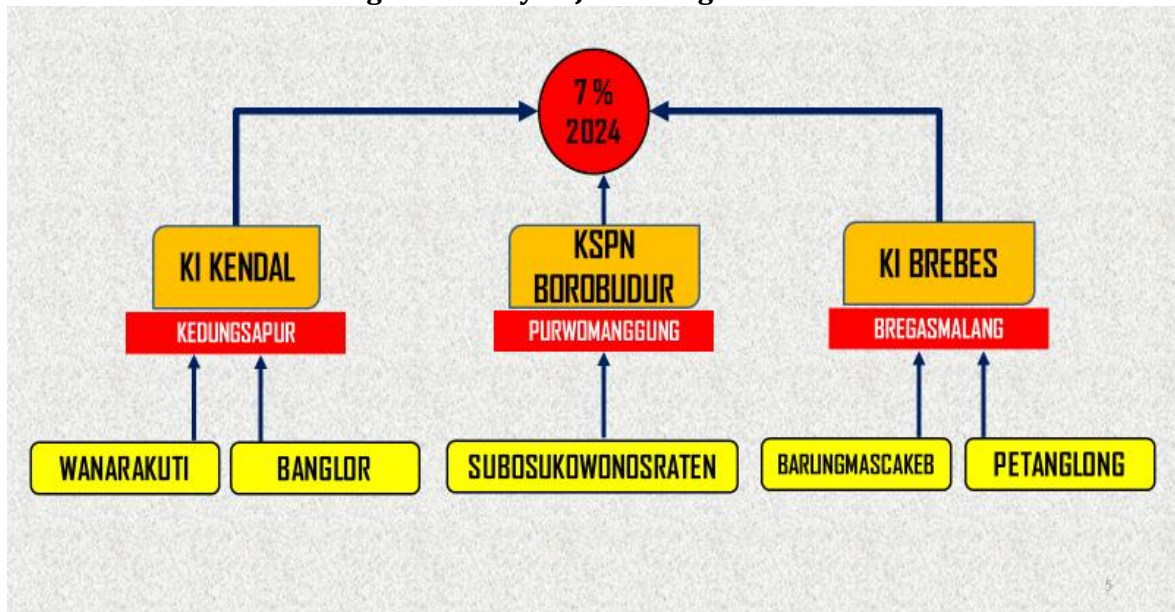 7 %
2024
KI KENDAL
KSPN
BOROBUDUR
KI BREBES
KEDUNGSAPUR
PURWOMANGGUNG
BREGASMALANG
WANARAKUTI
BANGLOR
SUBOSUKOWONOSRATEN
BARLINGMASCAKEB
PETANGLONG
5